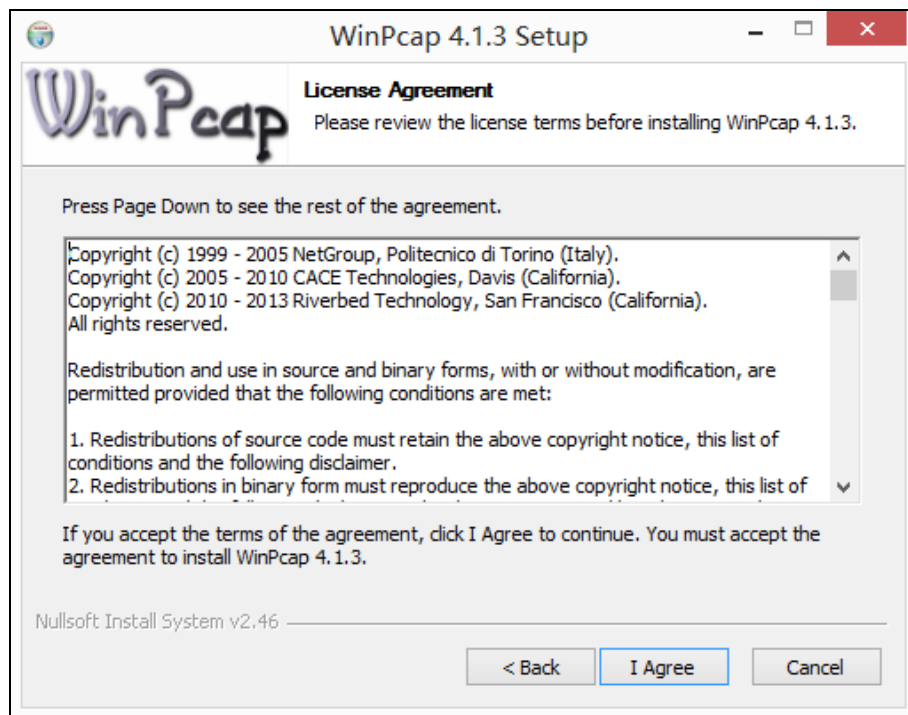 WinPcap 4.1.3 Setup
WinPcap
License Agreement
Please review the license terms before installing WinPcap 4.1.3.
Press Page Down to see the rest of the agreement.
Copyright (c) 1999 - 2005 NetGroup, Politecnico di Torino (Italy).
Copyright (c) 2005 - 2010 CACE Technologies, Davis (California).
Copyright (c) 2010 - 2013 Riverbed Technology, San Francisco (California).
All rights reserved.
Redistribution and use in source and binary forms, with or without modification, are
permitted provided that the following conditions are met:
1. Redistributions of source code must retain the above copyright notice, this list of
conditions and the following disclaimer.
2. Redistributions in binary form must reproduce the above copyright notice, this list of
If you accept the terms of the agreement, click I Agree to continue. You must accept the
agreement to install WinPcap 4.1.3.
Nullsoft Install System v2.46
< Back
I Agree
Cancel